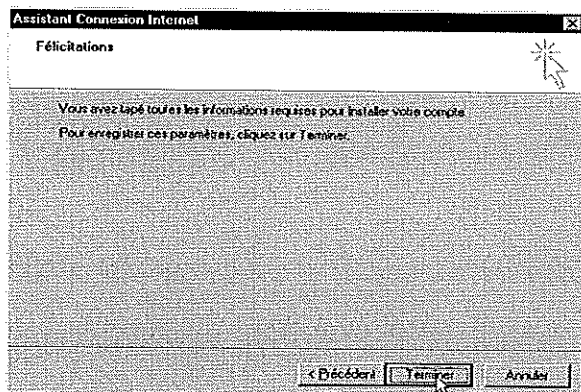 Assistant Connexion Internet
Félicitations
Vous avez tapé toutes les informations requises pour installer votre compte
Pour enregistrer ces paramètres, cliquez sur Terminer.
< Précédent Terminer Annuler